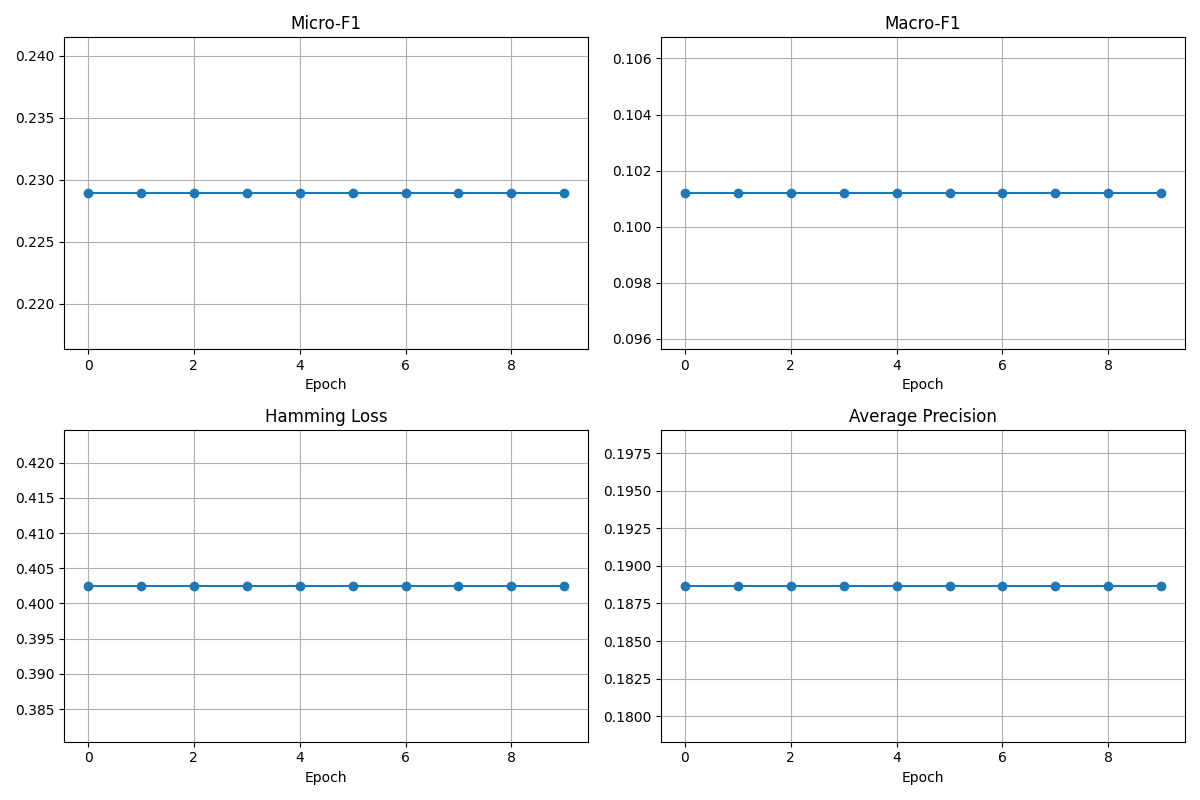 Micro-F1
0.240
0.235
0.230
0.225
0.220
0 2 4 6 8
Epoch
Macro-F1
0.106
0.104
0.102
0.100
0.098
0.096
0 2 4 6 8
Epoch
Hamming Loss
0.420
0.415
0.410
0.405
0.400
0.395
0.390
0.385
0 2 4 6 8
Epoch
Average Precision
0.1975
0.1950
0.1925
0.1900
0.1875
0.1850
0.1825
0.1800
0 2 4 6 8
Epoch